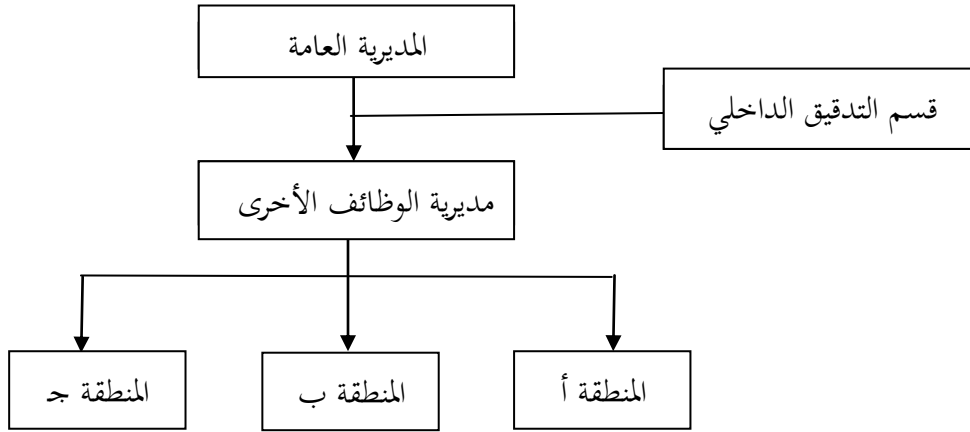 المديرية العامة
قسم التدقيق الداخلي
مديرية الوظائف الأخرى
المنطقة أ
المنطقة ب
المنطقة جـ